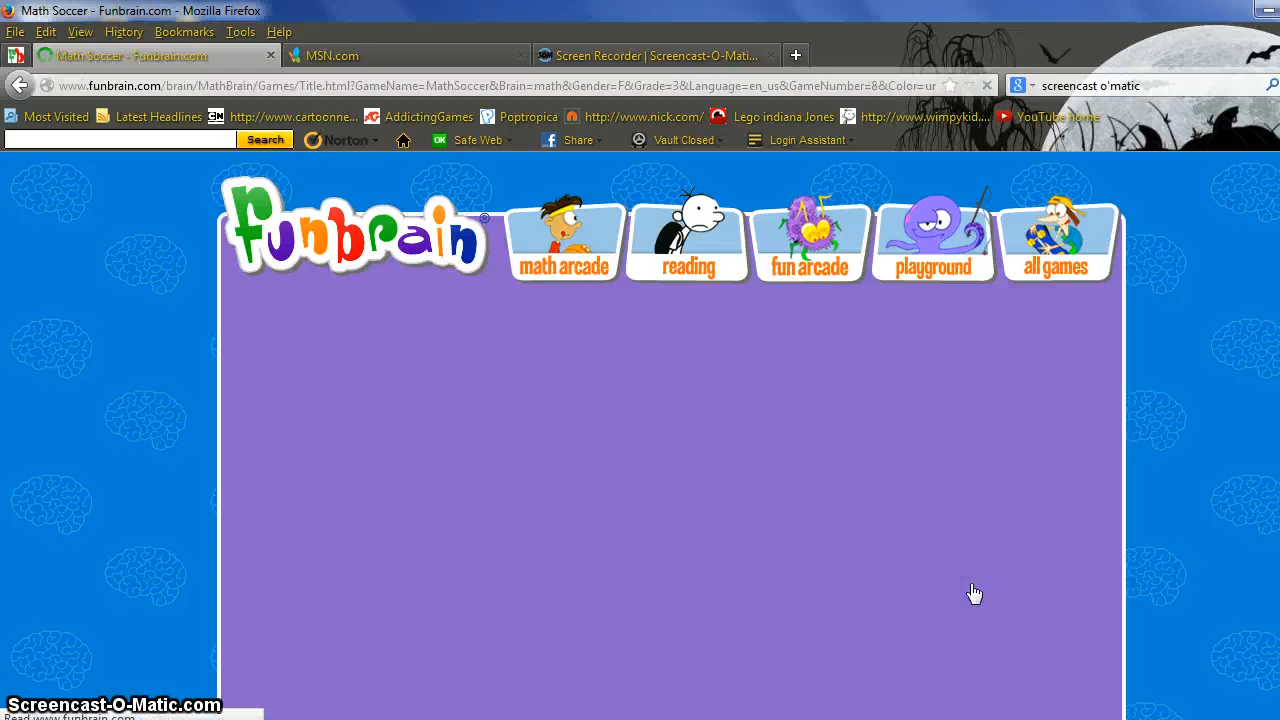 Math Soccer - Funbrain.com - Mozilla Firefox
File Edit View History Bookmarks Tools Help
Math Soccer - Funbrain.com MSN.com Screen Recorder | Screencast-O-Mati...
www.funbrain.com/brain/MathBrain/Games/Title.html?GameName=MathSoccer&Brain=math&Gender=F&Grade=3&Language=en_us&GameNumber=8&Color=ur screencast o'matic
Most Visited Latest Headlines http://www.cartoonne... AddictingGames Poptropica http://www.nick.com/ Lego indiana Jones http://www.wimpykid.... YouTube home
Search Norton OK Safe Web Share Vault Closed Login Assistant
funbrain®
math arcade
reading
fun arcade
playground
all games
Screencast-O-Matic.com
Read www.funbrain.com